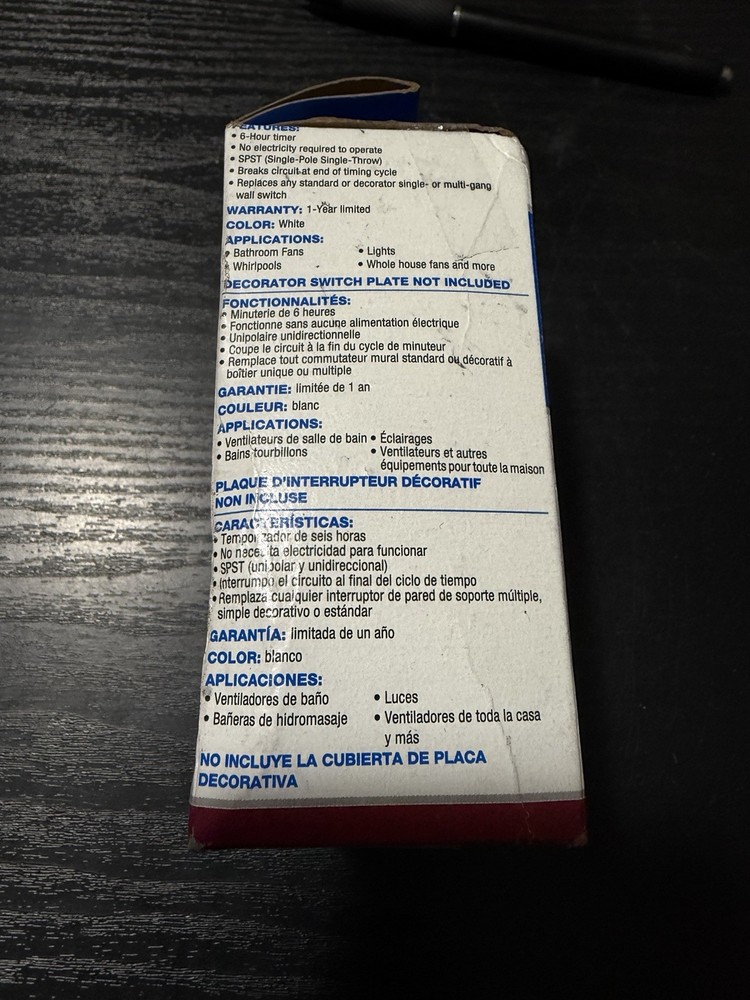 FEATURES:
• 6-Hour timer
• No electricity required to operate
• SPST (Single-Pole Single-Throw)
• Breaks circuit at end of timing cycle
• Replaces any standard or decorator single- or multi-gang
wall switch
WARRANTY: 1-Year limited
COLOR: White
APPLICATIONS:
• Bathroom Fans • Lights
• Whirlpools • Whole house fans and more
DECORATOR SWITCH PLATE NOT INCLUDED
FONCTIONNALITÉS:
• Minuterie de 6 heures
• Fonctionne sans aucune alimentation électrique
• Unipolaire unidirectionnelle
• Coupe le circuit à la fin du cycle de minuteur
• Remplace tout commutateur mural standard ou décoratif à
boîtier unique ou multiple
GARANTIE: limitée de 1 an
COULEUR: blanc
APPLICATIONS:
• Ventilateurs de salle de bain • Éclairages
• Bains tourbillons • Ventilateurs et autres
équipements pour toute la maison
PLAQUE D'INTERRUPTEUR DÉCORATIF
NON INCLUSE
CARACTERÍSTICAS:
• Temporizador de seis horas
• No necesita electricidad para funcionar
• SPST (unipolar y unidireccional)
• Interrumpe el circuito al final del ciclo de tiempo
• Remplaza cualquier interruptor de pared de soporte múltiple,
simple decorativo o estándar
GARANTÍA: limitada de un año
COLOR: blanco
APLICACIONES:
• Ventiladores de baño • Luces
• Bañeras de hidromasaje • Ventiladores de toda la casa
y más
NO INCLUYE LA CUBIERTA DE PLACA
DECORATIVA